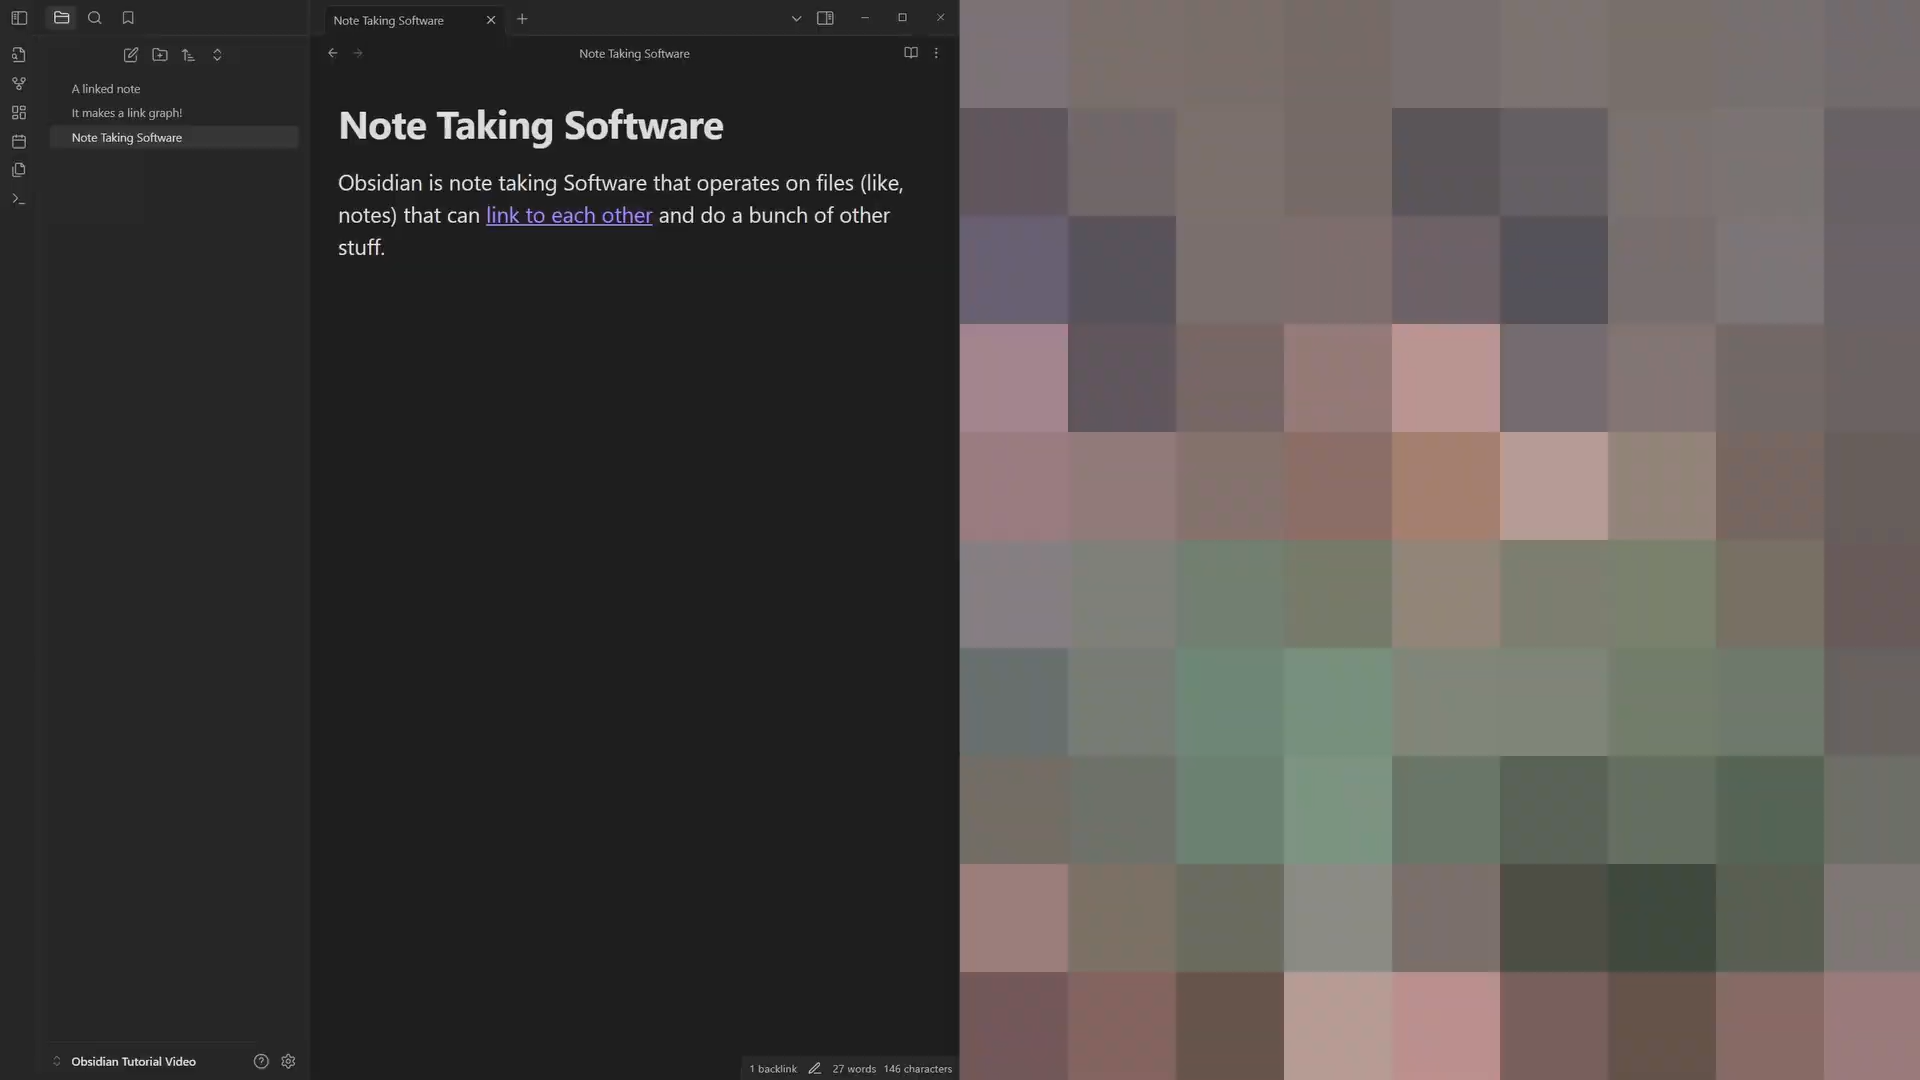 Note Taking Software
Note Taking Software
A linked note
It makes a link graph!
Note Taking Software
Note Taking Software
Obsidian is note taking Software that operates on files (like,
notes) that can link to each other and do a bunch of other
stuff.
Obsidian Tutorial Video
1 backlink 27 words 146 characters